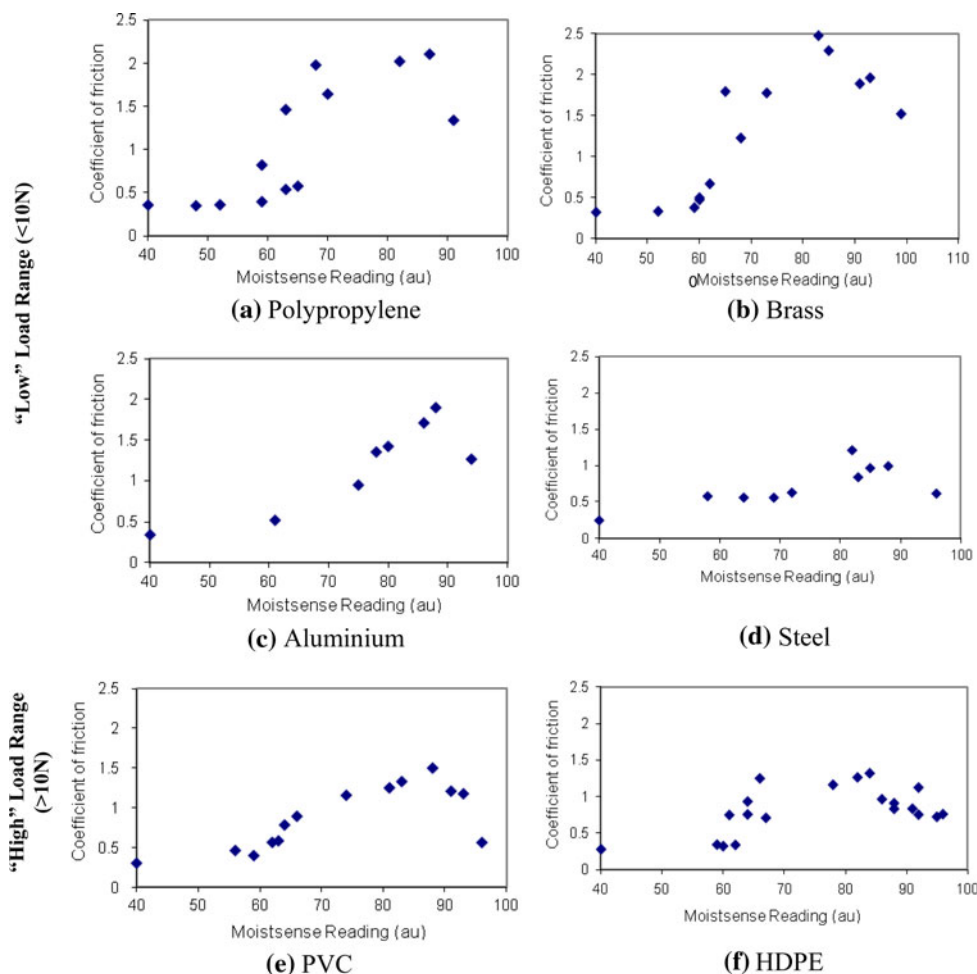 "Low" Load Range (<10N)
Coefficient of friction
2.5
2
1.5
1
0.5
0
40 50 60 70 80 90 100
Moistsense Reading (au)
(a) Polypropylene
Coefficient of friction
2.5
2
1.5
1
0.5
0
40 50 60 70 80 90 100 110
0Moistsense Reading (au)
(b) Brass
Coefficient of friction
2.5
2
1.5
1
0.5
0
40 50 60 70 80 90 100
Moistsense Reading (au)
(c) Aluminium
Coefficient of friction
2.5
2
1.5
1
0.5
0
40 50 60 70 80 90 100
Moistsense Reading (au)
(d) Steel
"High" Load Range
(>10N)
Coefficient of friction
2.5
2
1.5
1
0.5
0
40 50 60 70 80 90 100
Moistsense Reading (au)
(e) PVC
Coefficient of friction
2.5
2
1.5
1
0.5
0
40 50 60 70 80 90 100
Moistsense Reading (au)
(f) HDPE